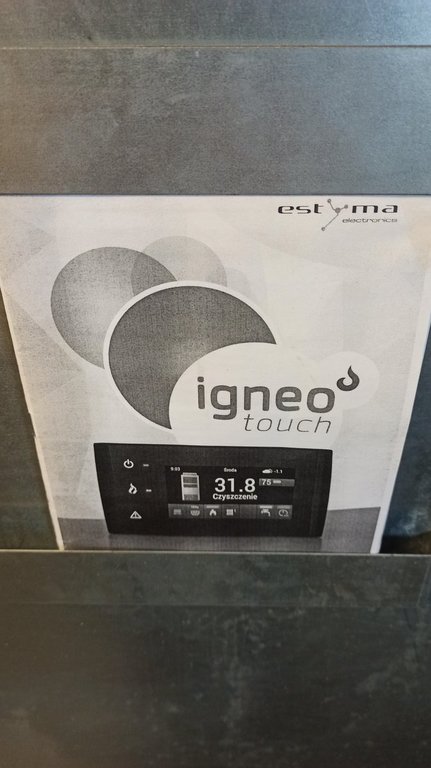 estyma
electronics
igneo
touch
9:03 Środa -1.1
31.8 75
Czyszczenie